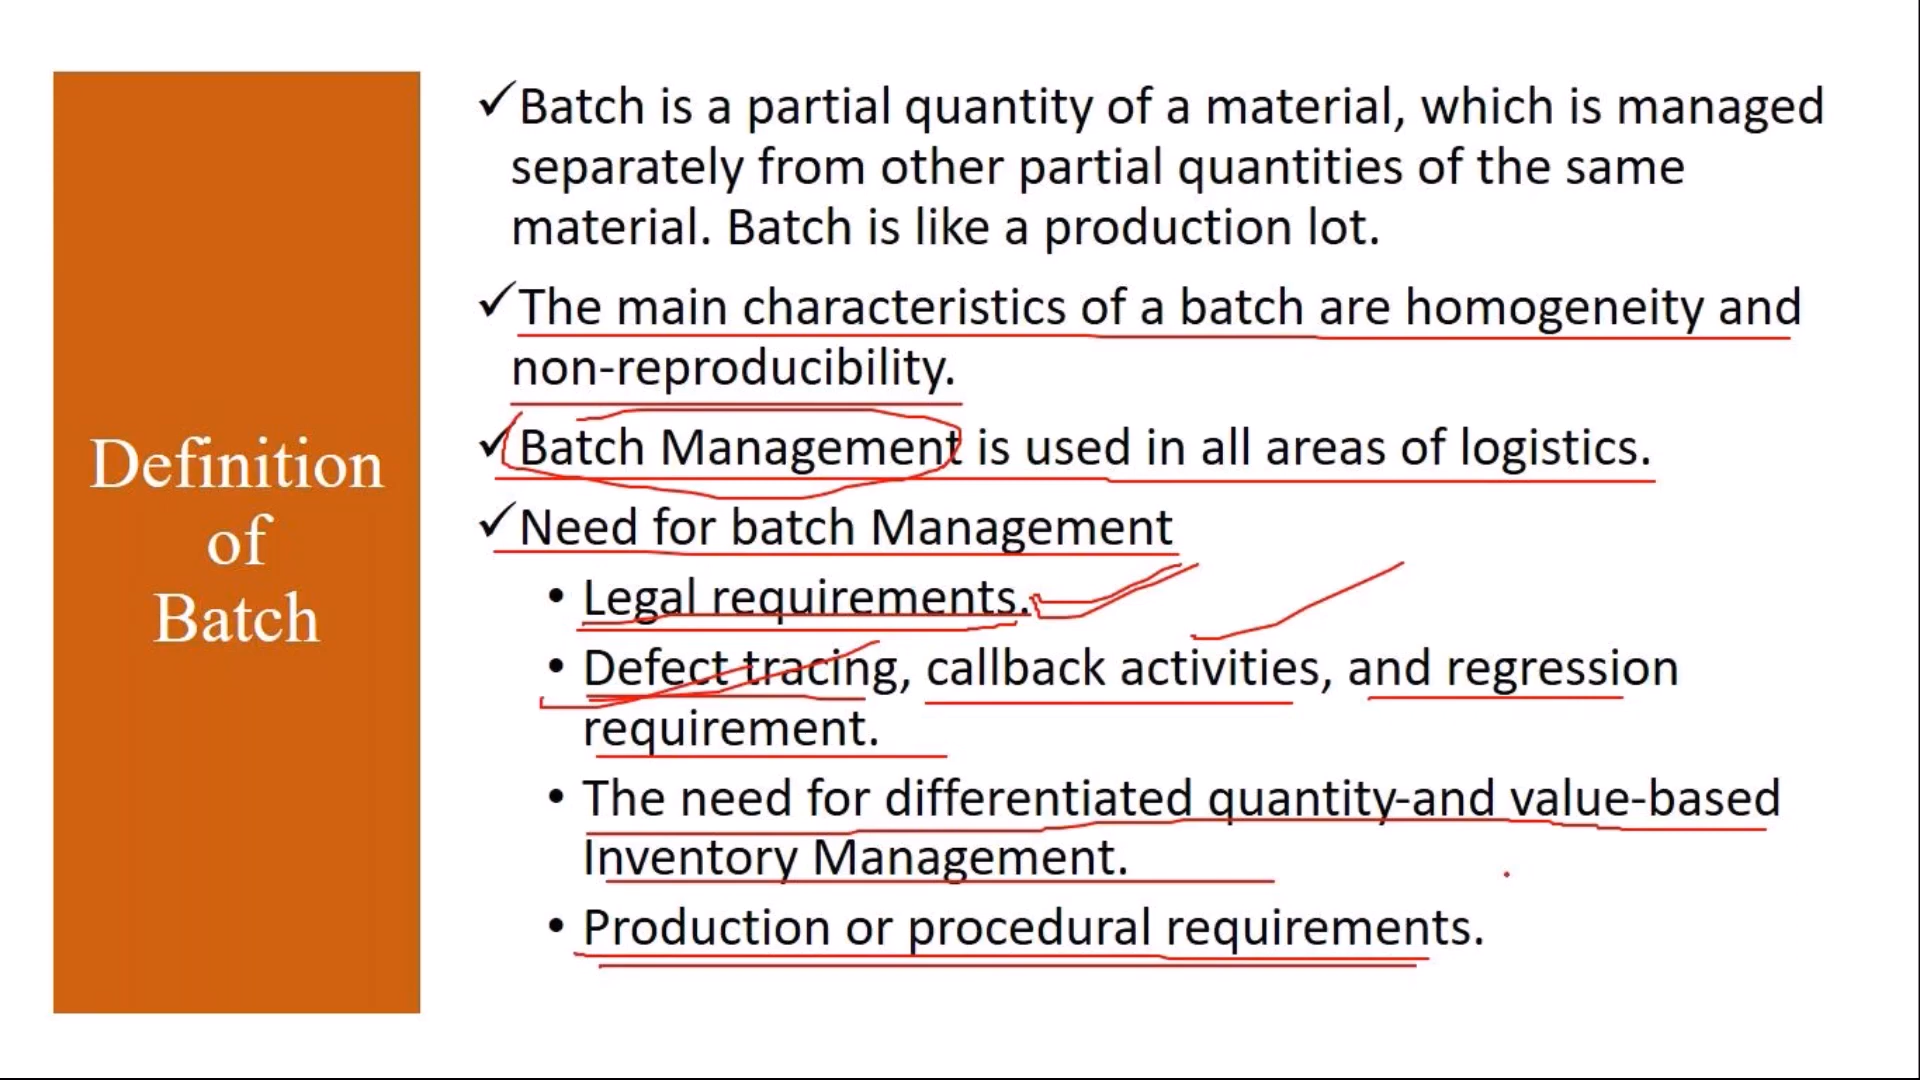 Definition
of
Batch
✓Batch is a partial quantity of a material, which is managed
separately from other partial quantities of the same
material. Batch is like a production lot.
✓The main characteristics of a batch are homogeneity and
non-reproducibility.
✓Batch Management is used in all areas of logistics.
✓Need for batch Management
• Legal requirements.
• Defect tracing, callback activities, and regression
requirement.
• The need for differentiated quantity-and value-based
Inventory Management.
• Production or procedural requirements.